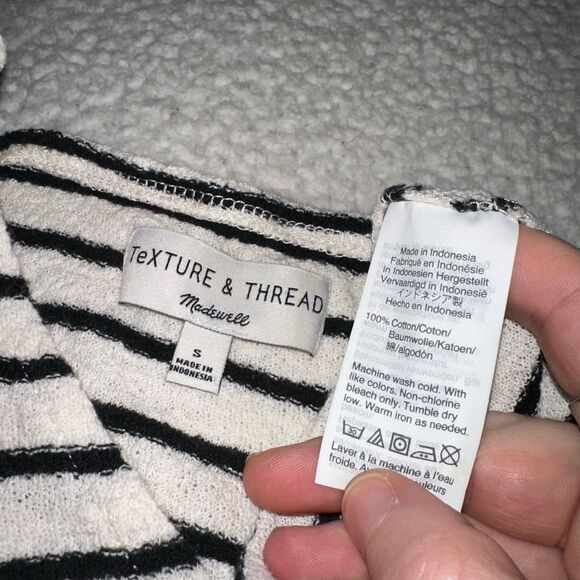 TeXTURE & THREAD
Madewell
S
MADE IN
INDONESIA
Made in Indonesia
Fabriqué en Indonésie
In Indonesien Hergestellt
Vervaardigd in Indonesië
インドネシア製
Hecho en Indonesia
100% Cotton/Coton/
Baumwolle/Katoen/
綿/algodón
Machine wash cold. With
like colors. Non-chlorine
bleach only. Tumble dry
low. Warm iron as needed.
30
Laver à la machine à l'eau
froide.